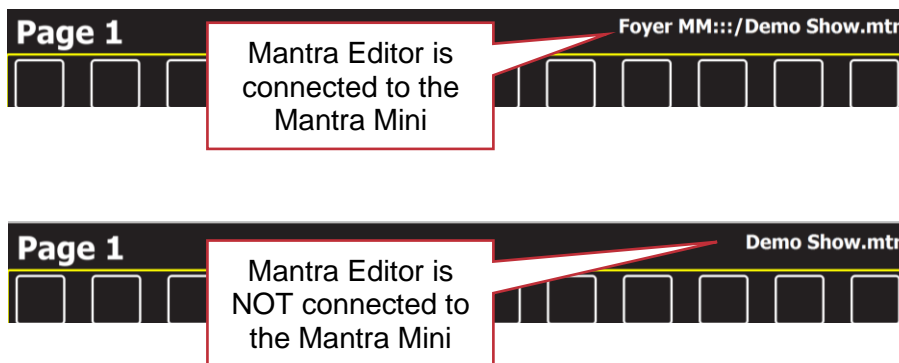 Page 1
Foyer MM:::/Demo Show.mtr
Mantra Editor is
connected to the
Mantra Mini
Page 1
Demo Show.mtr
Mantra Editor is
NOT connected to
the Mantra Mini